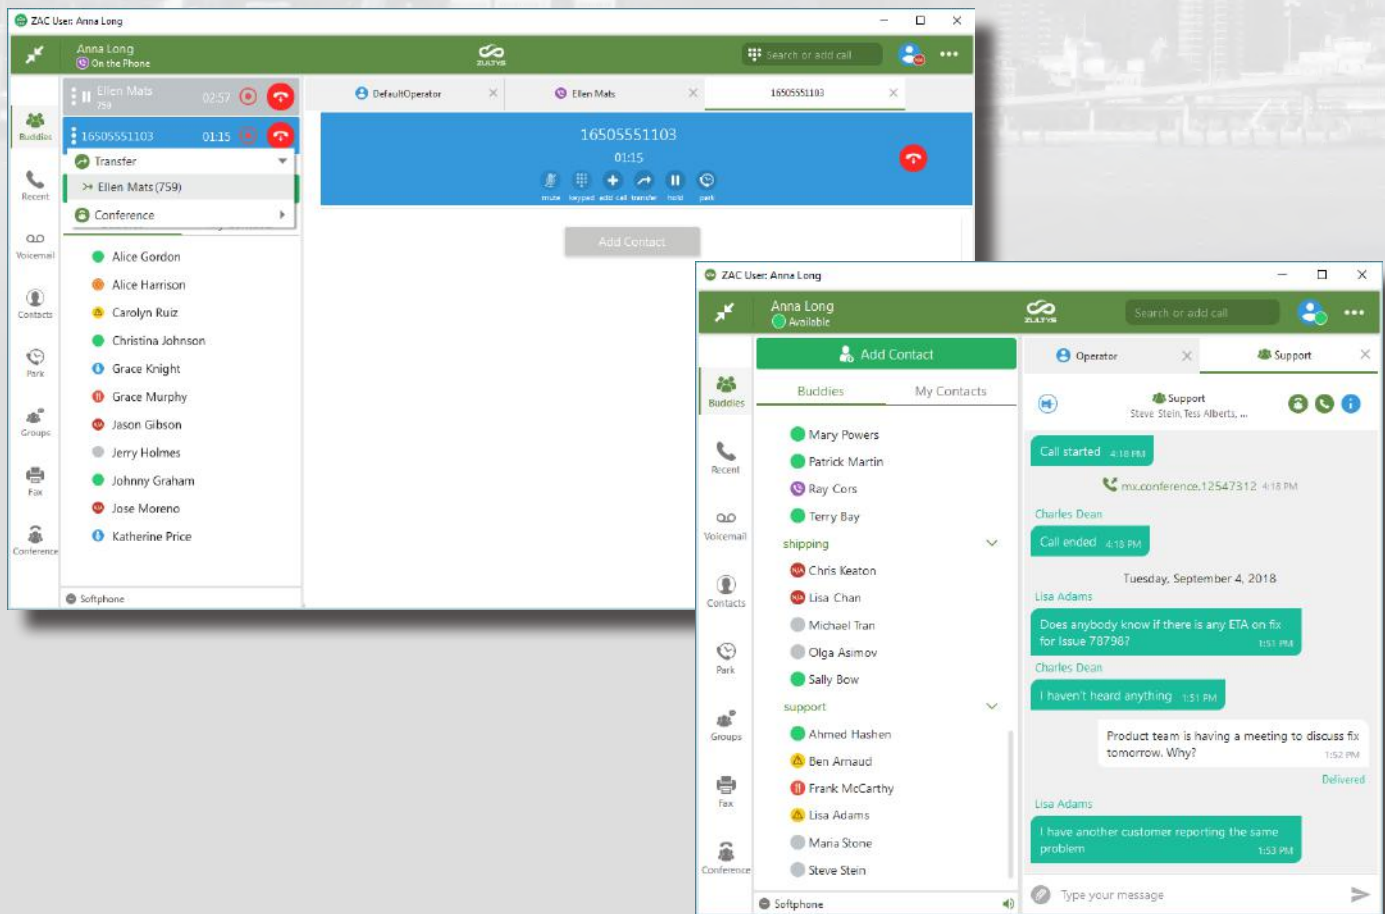 ZAC User: Anna Long
Anna Long
On the Phone
ZULTYS
Search or add call
Ellen Mats
759
02:57
16505551103
01:15
Transfer
Ellen Mats (759)
Conference
Buddies
Recent
Voicemail
Contacts
Park
Groups
Fax
Conference
Alice Gordon
Alice Harrison
Carolyn Ruiz
Christina Johnson
Grace Knight
Grace Murphy
Jason Gibson
Jerry Holmes
Johnny Graham
Jose Moreno
Katherine Price
Softphone
DefaultOperator
Ellen Mats
16505551103
16505551103
01:15
mute keypad add call transfer hold park
Add Contact
ZAC User: Anna Long
Anna Long
Available
ZULTYS
Search or add call
Buddies
Recent
Voicemail
Contacts
Park
Groups
Fax
Conference
Add Contact
Buddies My Contacts
Mary Powers
Patrick Martin
Ray Cors
Terry Bay
shipping
Chris Keaton
Lisa Chan
Michael Tran
Olga Asimov
Sally Bow
support
Ahmed Hashen
Ben Arnaud
Frank McCarthy
Lisa Adams
Maria Stone
Steve Stein
Softphone
Operator
Support
Support
Steve Stein, Tess Alberts, ...
Call started 4:18 PM
mx.conference.12547312 4:18 PM
Charles Dean
Call ended 4:18 PM
Tuesday, September 4, 2018
Lisa Adams
Does anybody know if there is any ETA on fix
for Issue 78798? 1:51 PM
Charles Dean
I haven't heard anything 1:51 PM
Product team is having a meeting to discuss fix
tomorrow. Why? 1:52 PM
Delivered
Lisa Adams
I have another customer reporting the same
problem 1:53 PM
Type your message